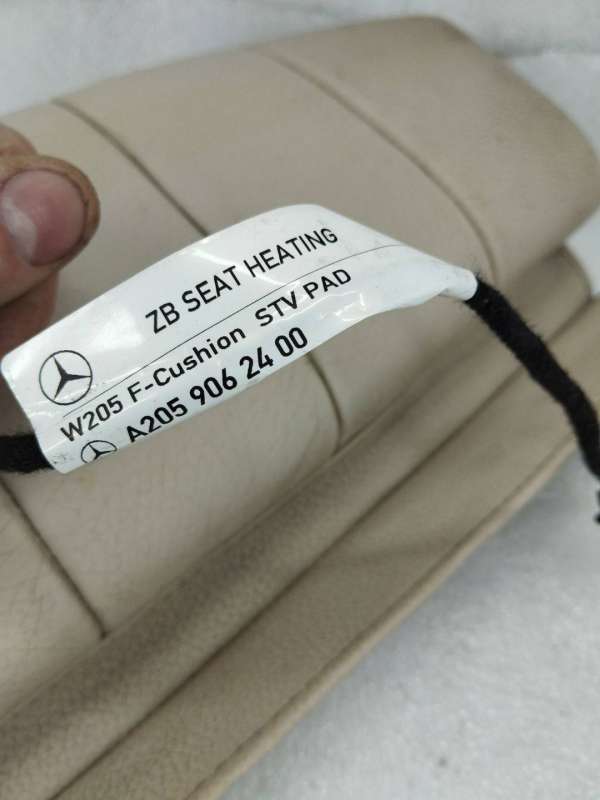 ZB SEAT HEATING
W205 F-Cushion STV PAD
A205 906 24 00